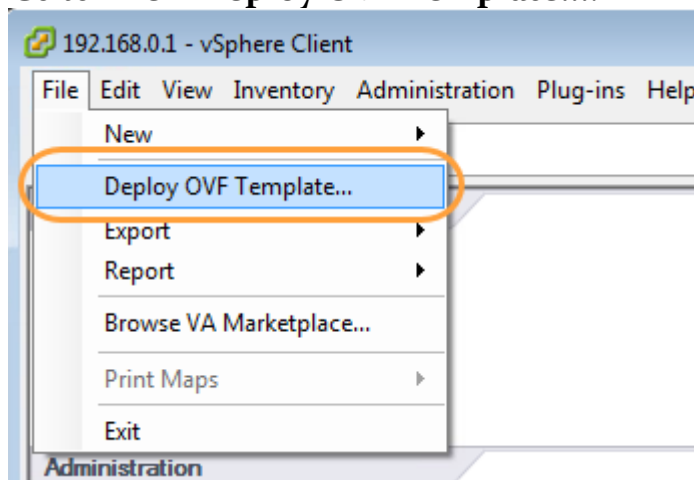 192.168.0.1 - vSphere Client
File Edit View Inventory Administration Plug-ins Help
New
Deploy OVF Template...
Export
Report
Browse VA Marketplace...
Print Maps
Exit
Administration